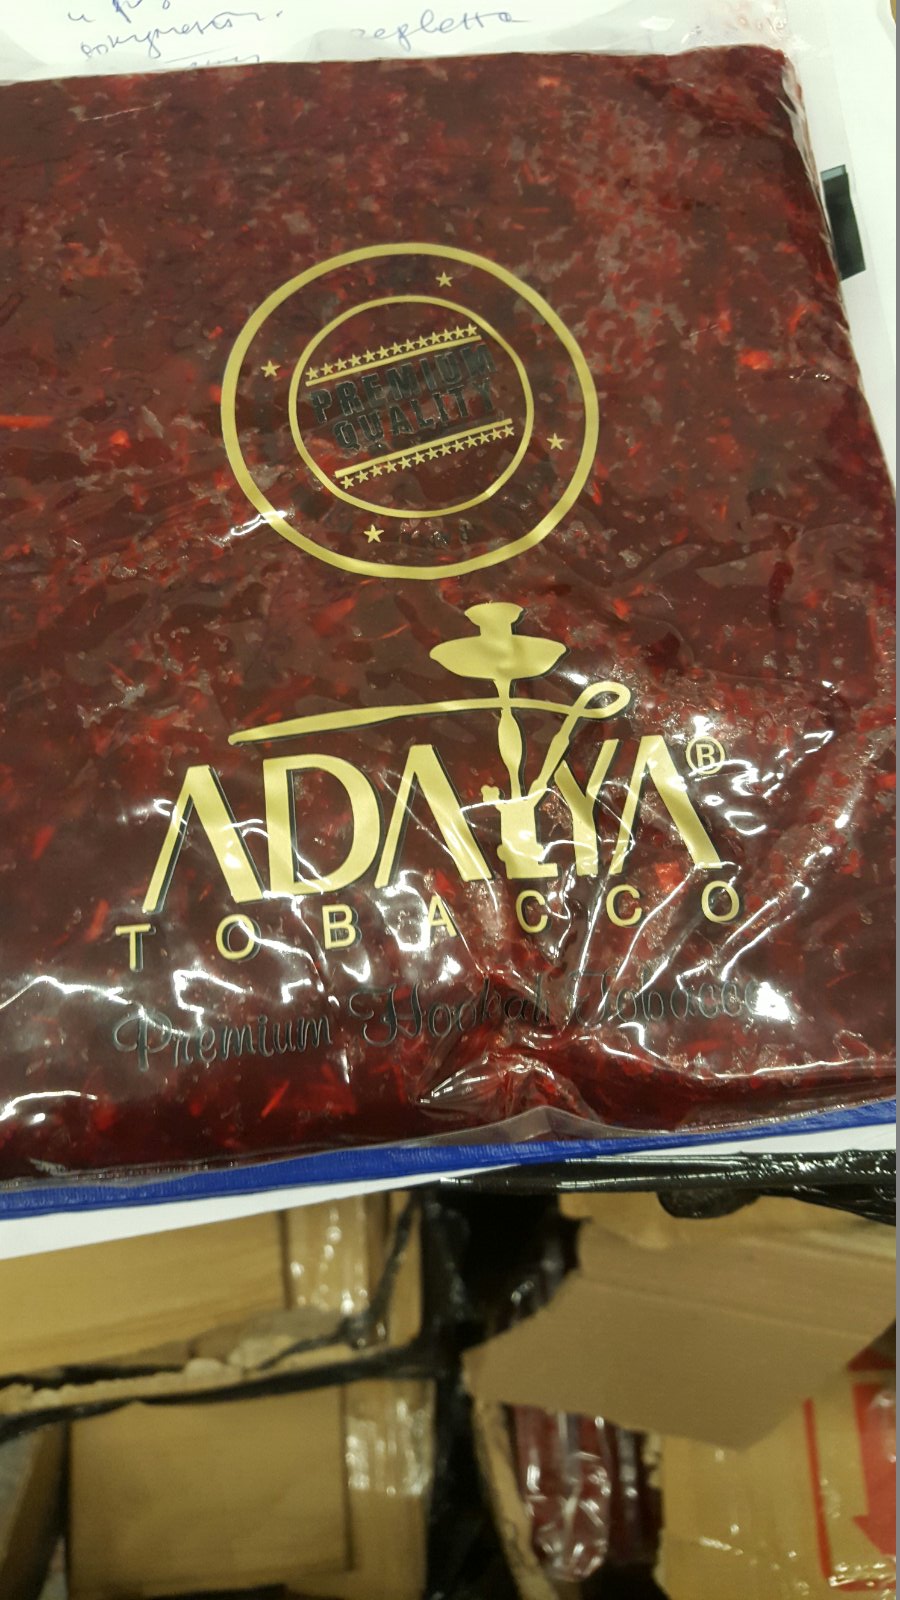 и
PREMIUM
QUALITY
ADALYA®
TOBACCO
Premium Hookah Tobacco